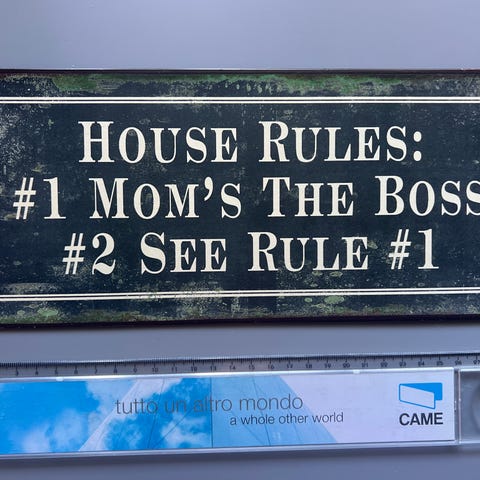 HOUSE RULES:
#1 MOM'S THE BOSS
#2 SEE RULE #1
tutto un altro mondo
a whole other world
CAME